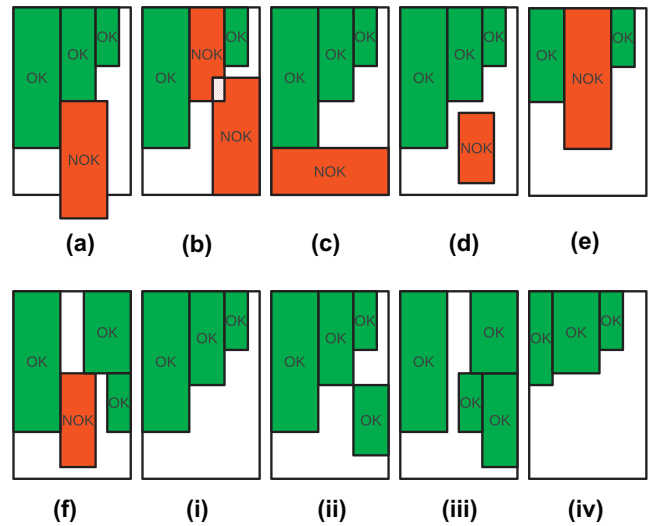 OK OK OK NOK
(a)
OK NOK OK NOK
(b)
OK OK OK NOK
(c)
OK OK OK NOK
(d)
OK NOK OK
(e)
OK OK NOK OK
(f)
OK OK OK
(i)
OK OK OK OK
(ii)
OK OK OK OK
(iii)
OK OK OK
(iv)